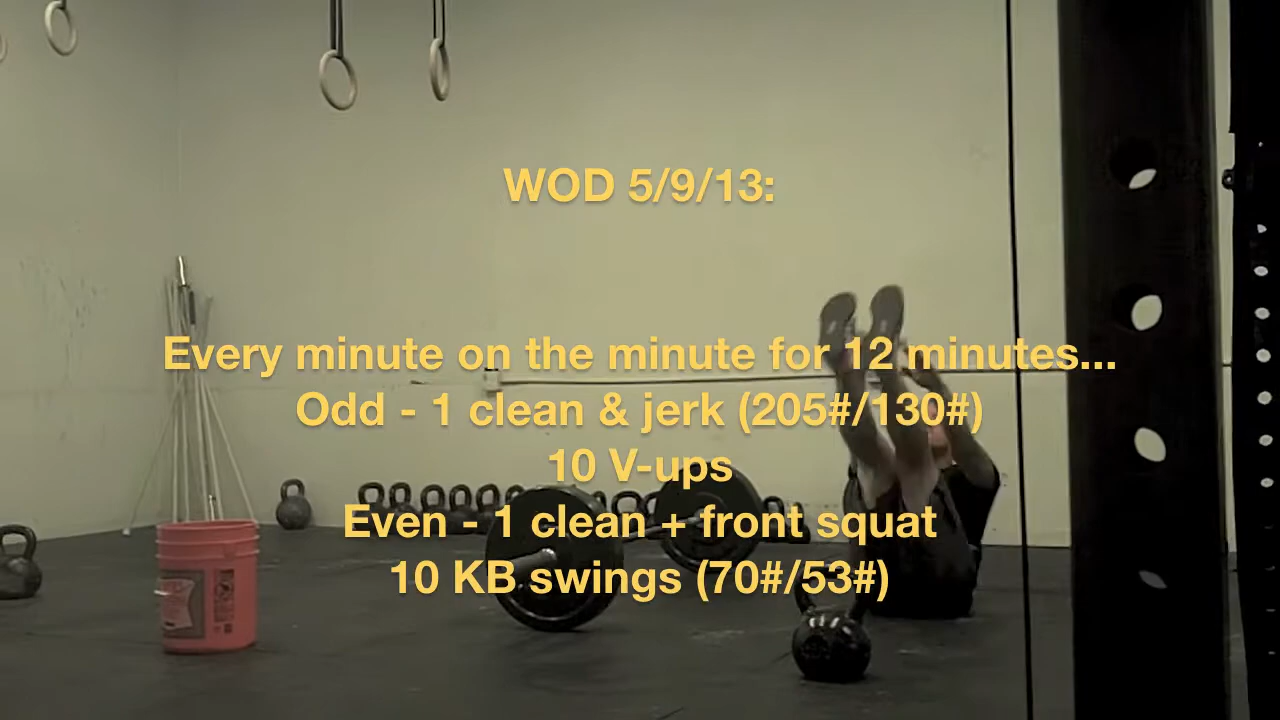 WOD 5/9/13:
Every minute on the minute for 12 minutes...
Odd - 1 clean & jerk (205#/130#)
10 V-ups
Even - 1 clean + front squat
10 KB swings (70#/53#)